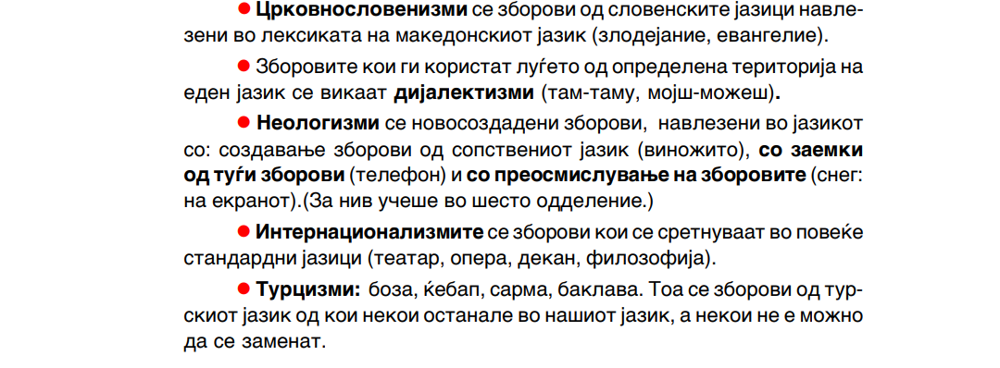 ● Црковнословенизми се зборови од словенските јазици навле-
зени во лексиката на македонскиот јазик (злодејание, евангелие).
● Зборовите кои ги користат луѓето од определена територија на
еден јазик се викаат дијалектизми (там-таму, мојш-можеш).
● Неологизми се новосоздадени зборови, навлезени во јазикот
со: создавање зборови од сопствениот јазик (виножито), со заемки
од туѓи зборови (телефон) и со преосмислување на зборовите (снег:
на екранот).(За нив учеше во шесто одделение.)
● Интернационализмите се зборови кои се сретнуваат во повеќе
стандардни јазици (театар, опера, декан, филозофија).
● Турцизми: боза, ќебап, сарма, баклава. Тоа се зборови од тур-
скиот јазик од кои некои останале во нашиот јазик, а некои не е можно
да се заменат.